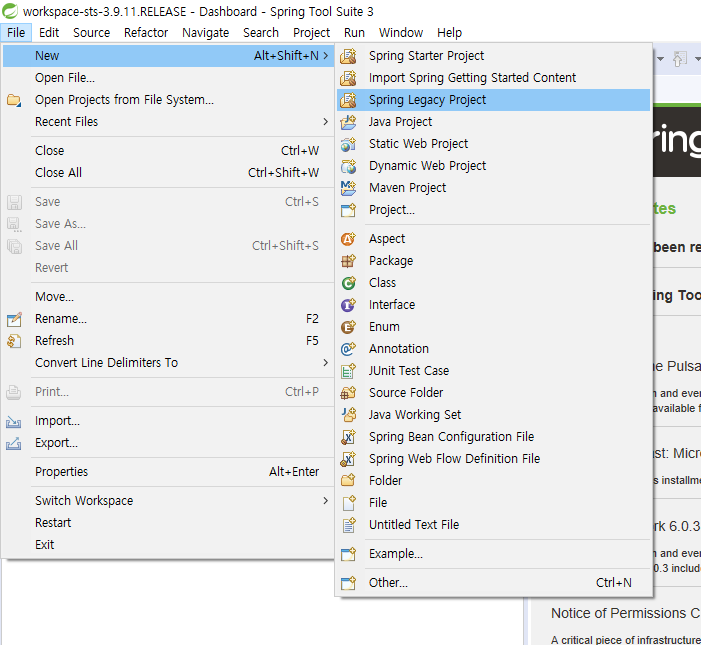 workspace-sts-3.9.11.RELEASE - Dashboard - Spring Tool Suite 3
File Edit Source Refactor Navigate Search Project Run Window Help
New Alt+Shift+N >
Open File...
Open Projects from File System...
Recent Files >
Close Ctrl+W
Close All Ctrl+Shift+W
Save Ctrl+S
Save As...
Save All Ctrl+Shift+S
Revert
Move...
Rename... F2
Refresh F5
Convert Line Delimiters To >
Print... Ctrl+P
Import...
Export...
Properties Alt+Enter
Switch Workspace >
Restart
Exit
Spring Starter Project
Import Spring Getting Started Content
Spring Legacy Project
Java Project
Static Web Project
Dynamic Web Project
Maven Project
Project...
Aspect
Package
Class
Interface
Enum
Annotation
JUnit Test Case
Source Folder
Java Working Set
Spring Bean Configuration File
Spring Web Flow Definition File
Folder
File
Untitled Text File
Example...
Other... Ctrl+N
ring
tes
been re
ing Too
ne Pulsa
n and even
available f
st: Micro
s installme
rk 6.0.3
n and even
0.3 includ
Notice of Permissions C
A critical piece of infrastructure